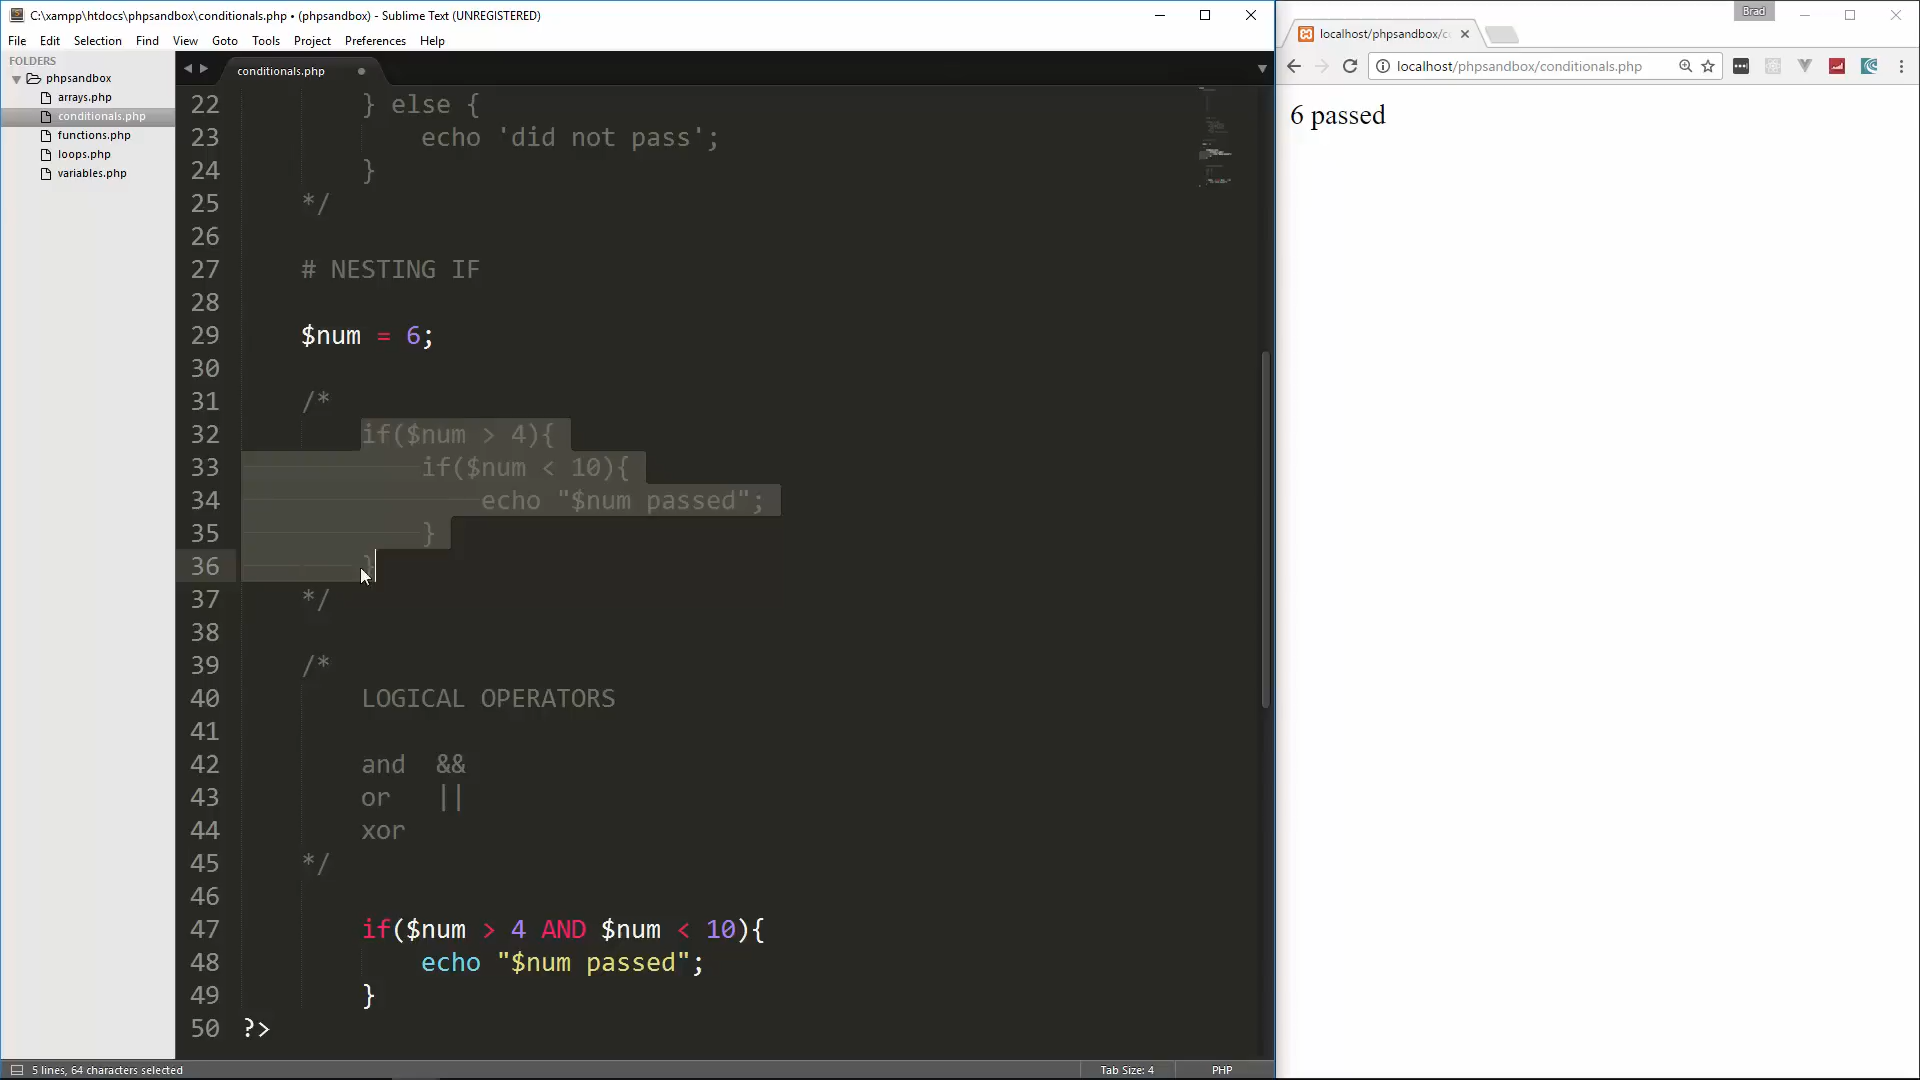 C:\xampp\htdocs\phpsandbox\conditionals.php • (phpsandbox) - Sublime Text (UNREGISTERED)
File Edit Selection Find View Goto Tools Project Preferences Help
FOLDERS
phpsandbox
arrays.php
conditionals.php
functions.php
loops.php
variables.php
conditionals.php
22 } else {
23 echo 'did not pass';
24 }
25 */
26
27 # NESTING IF
28
29 $num = 6;
30
31 /*
32 if($num > 4){
33 if($num < 10){
34 echo "$num passed";
35 }
36 }
37 */
38
39 /*
40 LOGICAL OPERATORS
41
42 and &&
43 or ||
44 xor
45 */
46
47 if($num > 4 AND $num < 10){
48 echo "$num passed";
49 }
50 ?>
5 lines, 64 characters selected
Tab Size: 4
PHP
Brad
localhost/phpsandbox/c
localhost/phpsandbox/conditionals.php
6 passed